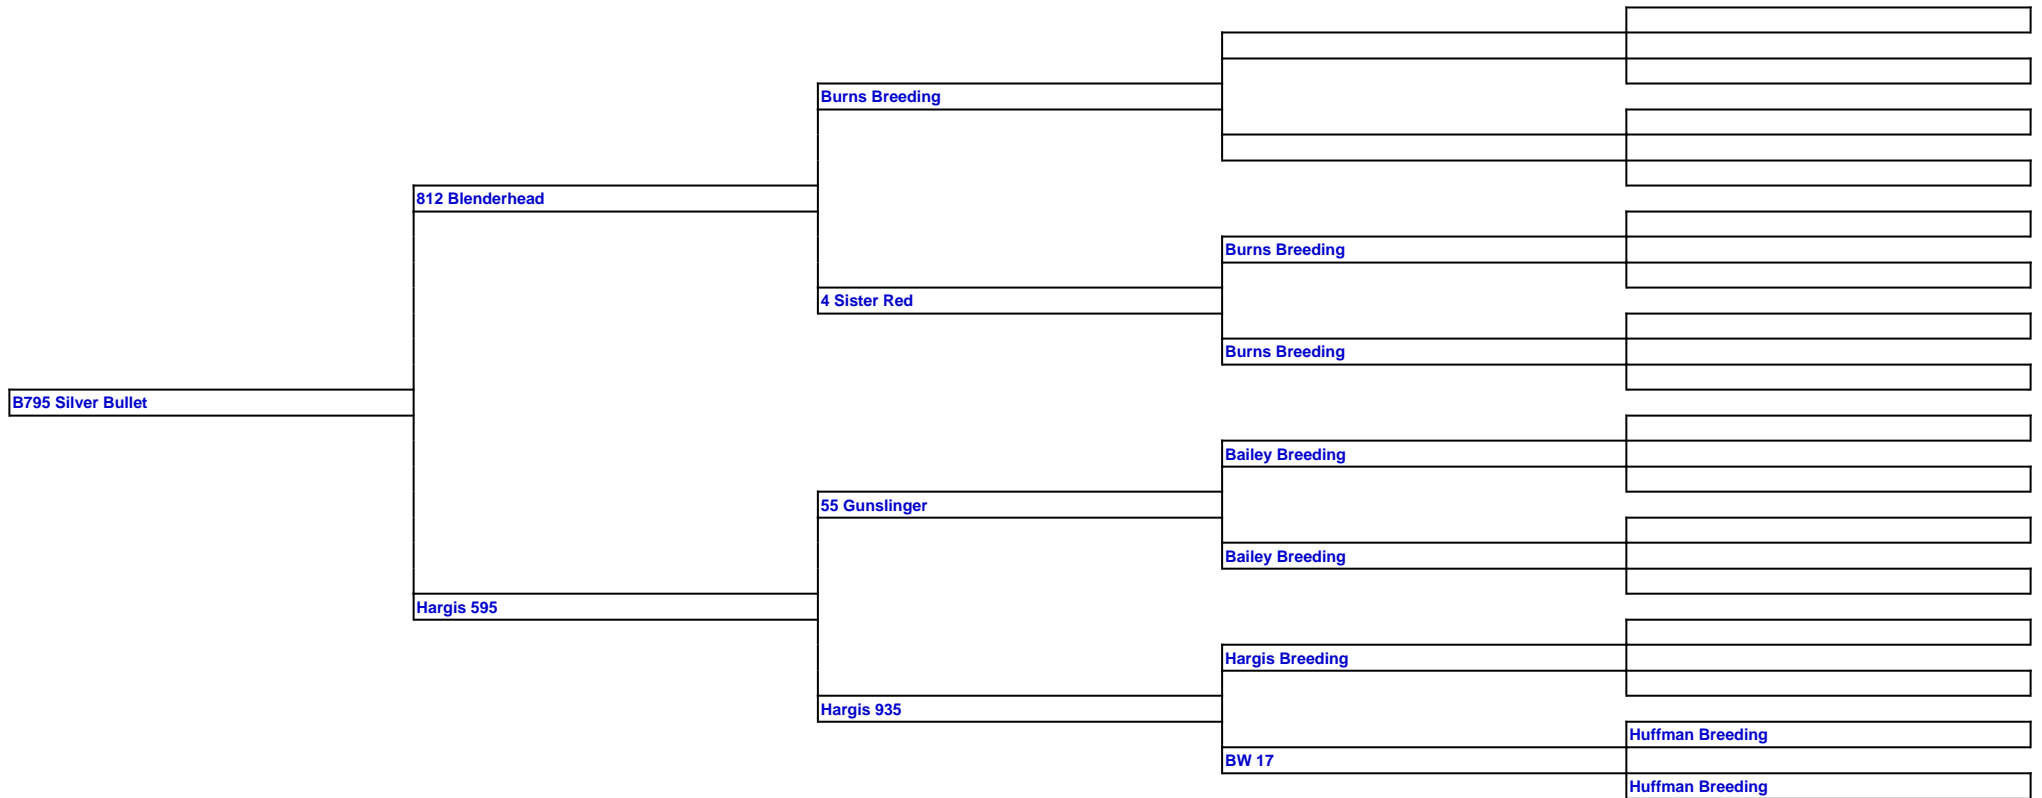 Burns Breeding
812 Blenderhead
Burns Breeding
4 Sister Red
Burns Breeding
B795 Silver Bullet
Bailey Breeding
55 Gunslinger
Bailey Breeding
Hargis 595
Hargis Breeding
Hargis 935
Huffman Breeding
BW 17
Huffman Breeding